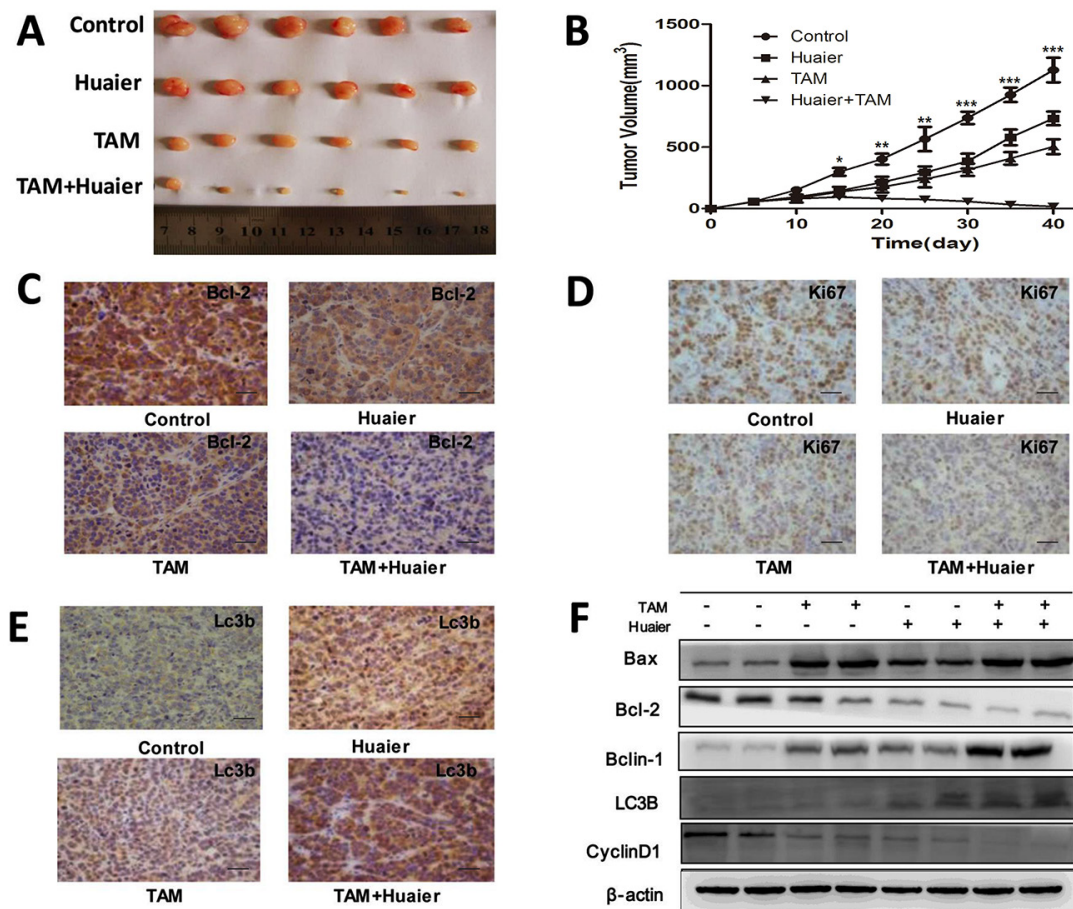 A
Control
Huaier
TAM
TAM+Huaier
7 8 9 10 11 12 13 14 15 16 17 18
B
Control
Huaier
TAM
Huaier+TAM
Tumor Volume(mm³)
1500
1000
500
0
* ** ** *** *** ***
0 10 20 30 40
Time(day)
C
Bcl-2 Bcl-2
Control Huaier
Bcl-2 Bcl-2
TAM TAM+Huaier
D
Ki67 Ki67
Control Huaier
Ki67 Ki67
TAM TAM+Huaier
E
Lc3b Lc3b
Control Huaier
Lc3b Lc3b
TAM TAM+Huaier
F
TAM - - + + - - + +
Huaier - - - - + + + +
Bax
Bcl-2
Bclin-1
LC3B
CyclinD1
β-actin